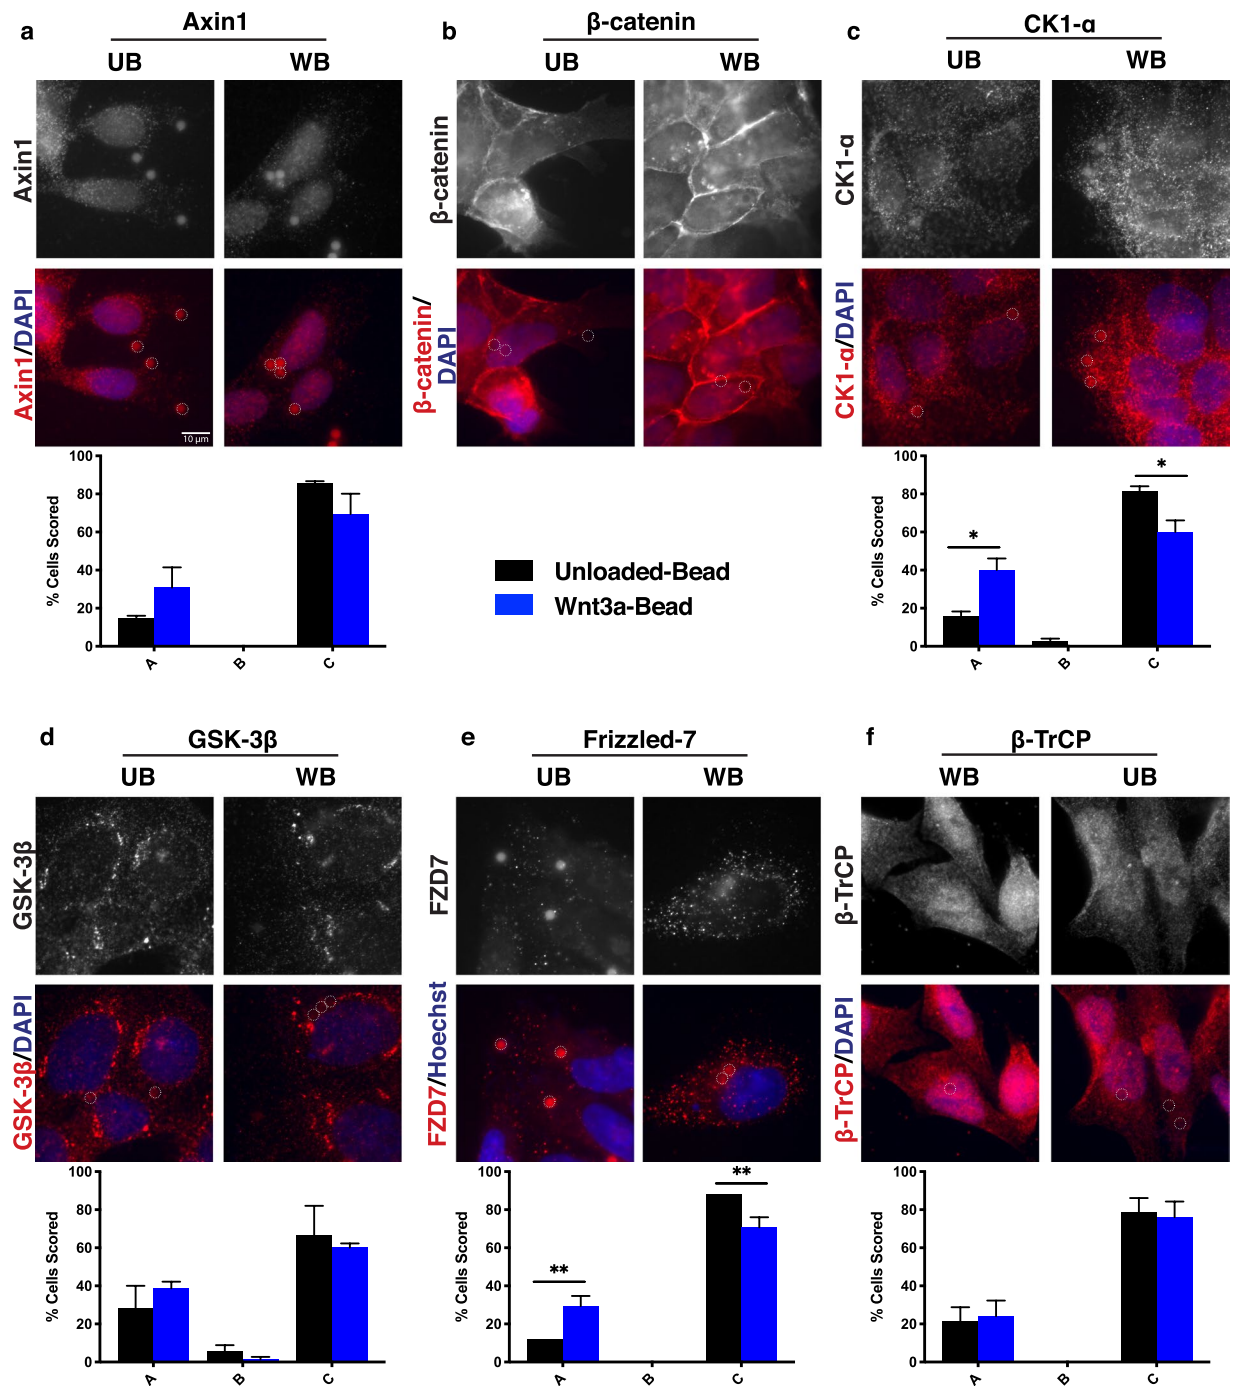 a
Axin1
UB
WB
Axin1
Axin1/DAPI
10 μm
% Cells Scored
100
80
60
40
20
0
A
B
C
b
β-catenin
UB
WB
β-catenin
β-catenin/
DAPI
Unloaded-Bead
Wnt3a-Bead
c
CK1-α
UB
WB
CK1-α
CK1-α/DAPI
% Cells Scored
100
80
60
40
20
0
*
*
A
B
C
d
GSK-3β
UB
WB
GSK-3β
GSK-3β/DAPI
% Cells Scored
100
80
60
40
20
0
A
B
C
e
Frizzled-7
UB
WB
FZD7
FZD7/Hoechst
% Cells Scored
100
80
60
40
20
0
**
**
A
B
C
f
β-TrCP
WB
UB
β-TrCP
β-TrCP/DAPI
% Cells Scored
100
80
60
40
20
0
A
B
C